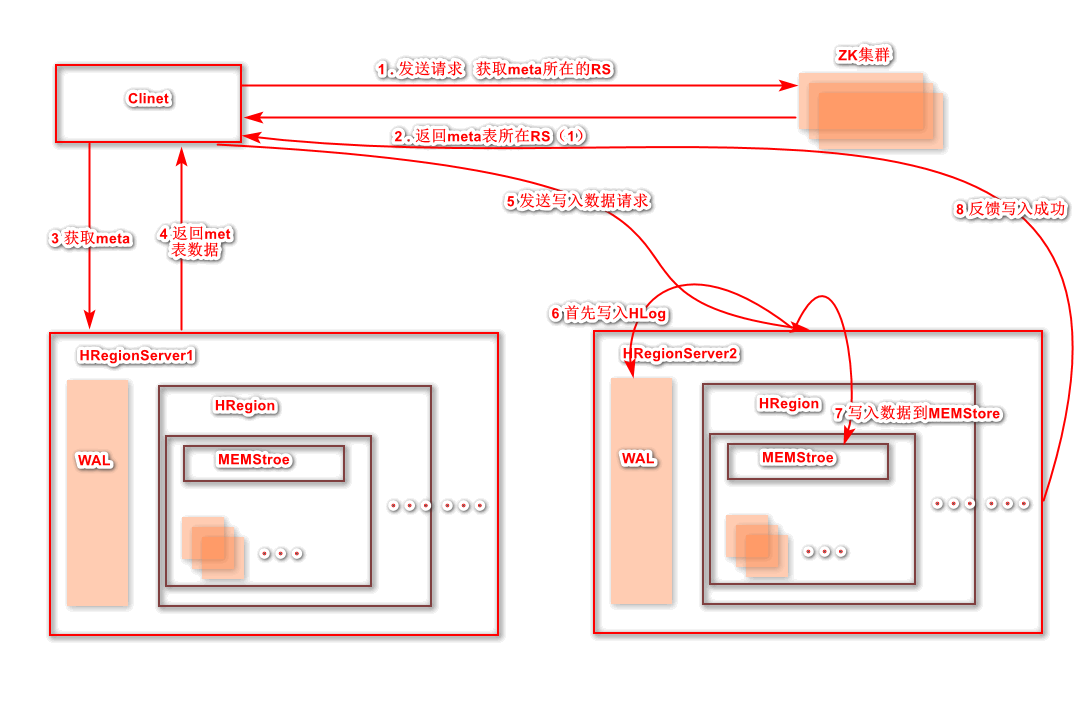 ZK集群
1 . 发送请求 获取meta所在的RS
Clinet
2 . 返回meta表所在RS（1）
5 发送写入数据请求
8 反馈写入成功
3 获取meta
4 返回met
表数据
6 首先写入HLog
HRegionServer1
HRegion
WAL
MEMStroe
HRegionServer2
HRegion
7 写入数据到MEMStore
WAL
MEMStroe